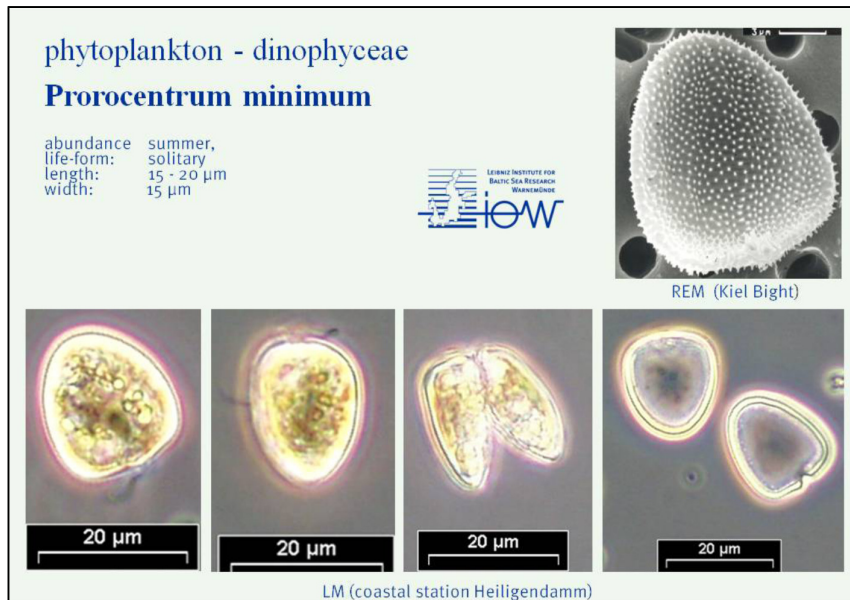 phytoplankton - dinophyceae
Prorocentrum minimum
abundance summer,
life-form: solitary
length: 15 - 20 µm
width: 15 µm
LEIBNIZ INSTITUTE FOR
BALTIC SEA RESEARCH
WARNEMÜNDE
iow
3 µm
REM (Kiel Bight)
20 µm
20 µm
20 µm
20 µm
LM (coastal station Heiligendamm)